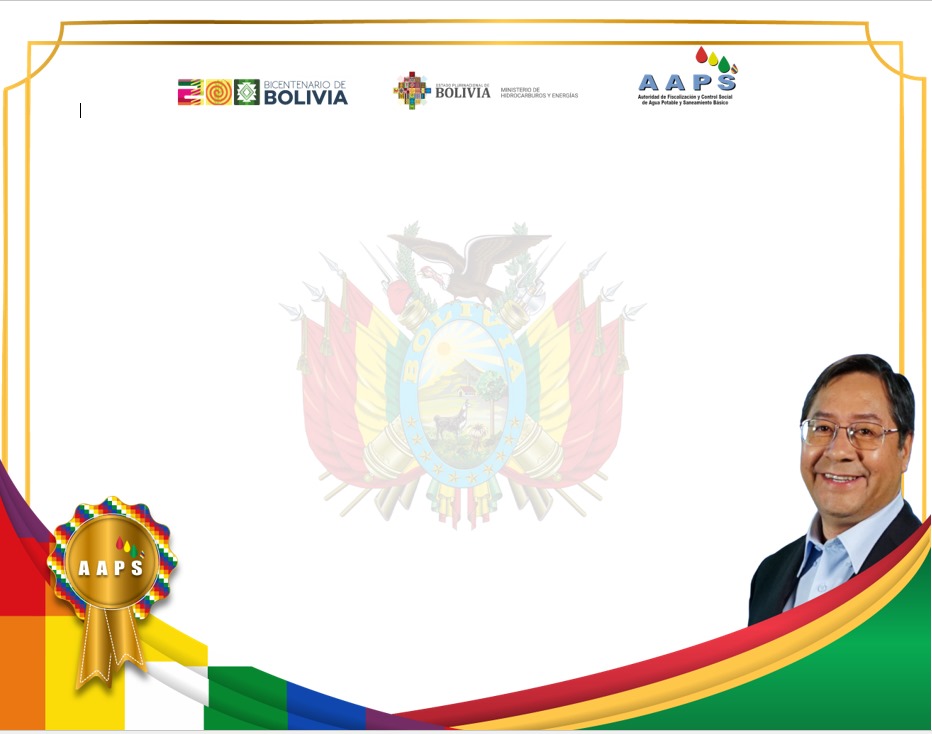 BICENTENARIO DE
BOLIVIA
ESTADO PLURINACIONAL DE
BOLIVIA
MINISTERIO DE
HIDROCARBUROS Y ENERGÍAS
AAPS
Autoridad de Fiscalización y Control Social
de Agua Potable y Saneamiento Básico
BOLIVIA
AAPS